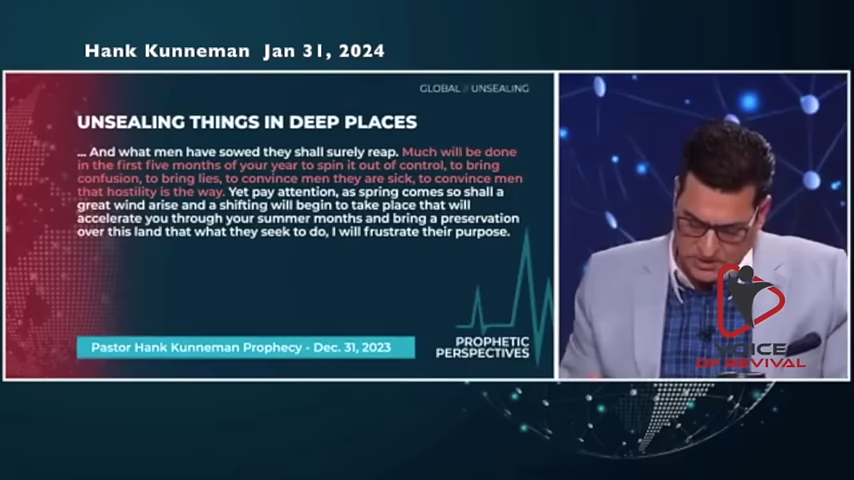 Hank Kunneman Jan 31, 2024
GLOBAL // UNSEALING
UNSEALING THINGS IN DEEP PLACES
... And what men have sowed they shall surely reap. Much will be done
in the first five months of your year to spin it out of control, to bring
confusion, to bring lies, to convince men they are sick, to convince men
that hostility is the way. Yet pay attention, as spring comes so shall a
great wind arise and a shifting will begin to take place that will
accelerate you through your summer months and bring a preservation
over this land that what they seek to do, I will frustrate their purpose.
Pastor Hank Kunneman Prophecy - Dec. 31, 2023
PROPHETIC
PERSPECTIVES
VOICE
OF REVIVAL